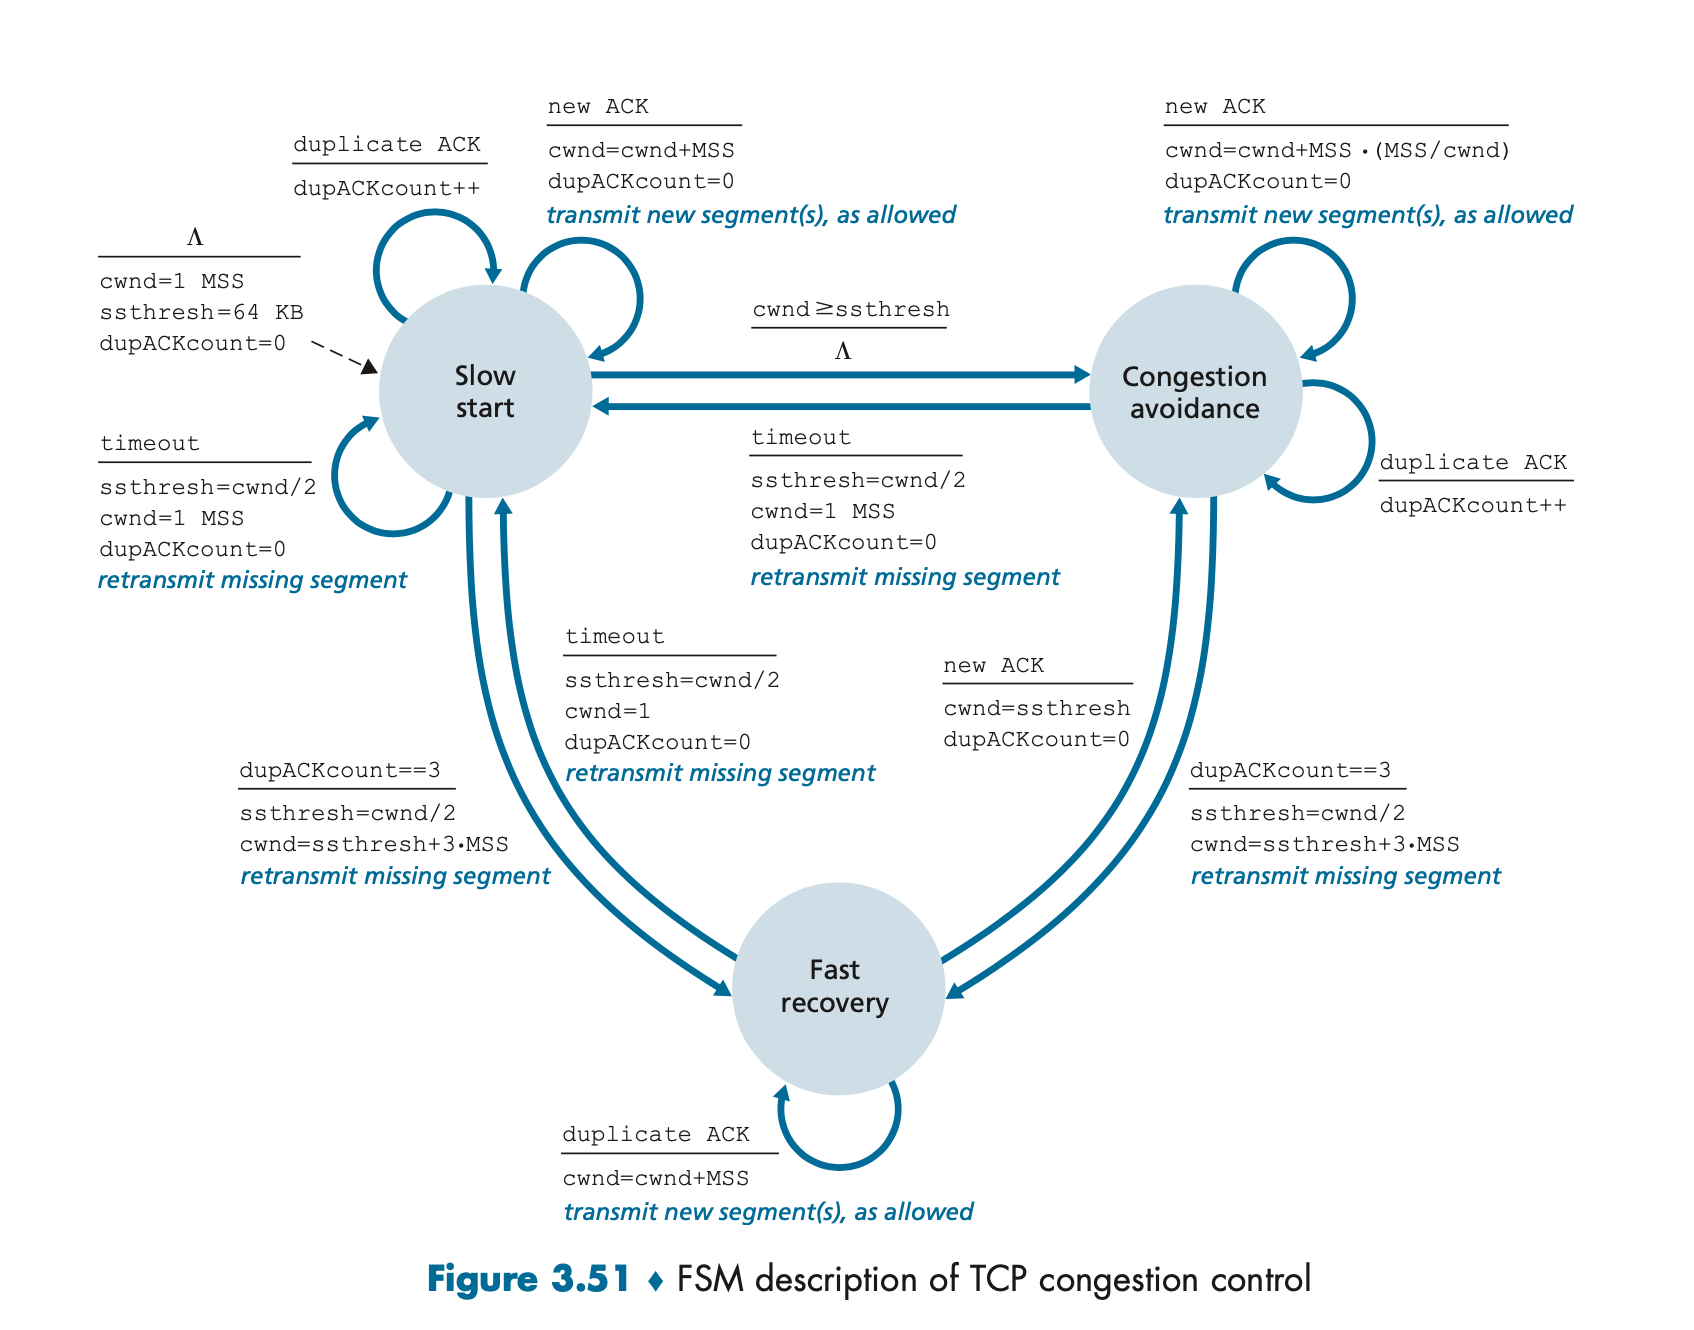 new ACK
cwnd=cwnd+MSS
dupACKcount=0
transmit new segment(s), as allowed
new ACK
cwnd=cwnd+MSS •(MSS/cwnd)
dupACKcount=0
transmit new segment(s), as allowed
duplicate ACK
dupACKcount++
Λ
cwnd=1 MSS
ssthresh=64 KB
dupACKcount=0
cwnd≥ssthresh
Λ
Slow
start
Congestion
avoidance
timeout
ssthresh=cwnd/2
cwnd=1 MSS
dupACKcount=0
retransmit missing segment
timeout
ssthresh=cwnd/2
cwnd=1 MSS
dupACKcount=0
retransmit missing segment
duplicate ACK
dupACKcount++
timeout
ssthresh=cwnd/2
cwnd=1
dupACKcount=0
retransmit missing segment
new ACK
cwnd=ssthresh
dupACKcount=0
dupACKcount==3
ssthresh=cwnd/2
cwnd=ssthresh+3•MSS
retransmit missing segment
dupACKcount==3
ssthresh=cwnd/2
cwnd=ssthresh+3•MSS
retransmit missing segment
Fast
recovery
duplicate ACK
cwnd=cwnd+MSS
transmit new segment(s), as allowed
Figure 3.51 ♦ FSM description of TCP congestion control